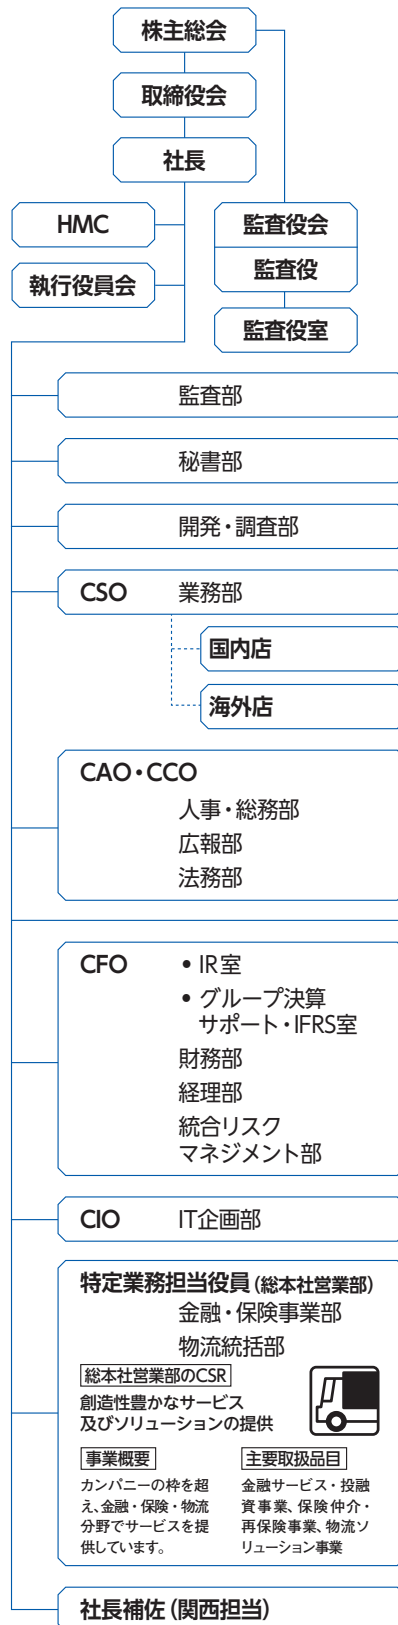 株主総会
取締役会
社長
HMC
執行役員会
監査役会
監査役
監査役室
監査部
秘書部
開発・調査部
CSO 業務部
国内店
海外店
CAO・CCO
人事・総務部
広報部
法務部
CFO • IR室
• グループ決算
サポート・IFRS室
財務部
経理部
統合リスク
マネジメント部
CIO IT企画部
特定業務担当役員(総本社営業部)
金融・保険事業部
物流統括部
総本社営業部のCSR
創造性豊かなサービス
及びソリューションの提供
事業概要
カンパニーの枠を超
え、金融・保険・物流
分野でサービスを提
供しています。
主要取扱品目
金融サービス・投融
資事業、保険仲介・
再保険事業、物流ソ
リューション事業
社長補佐(関西担当)